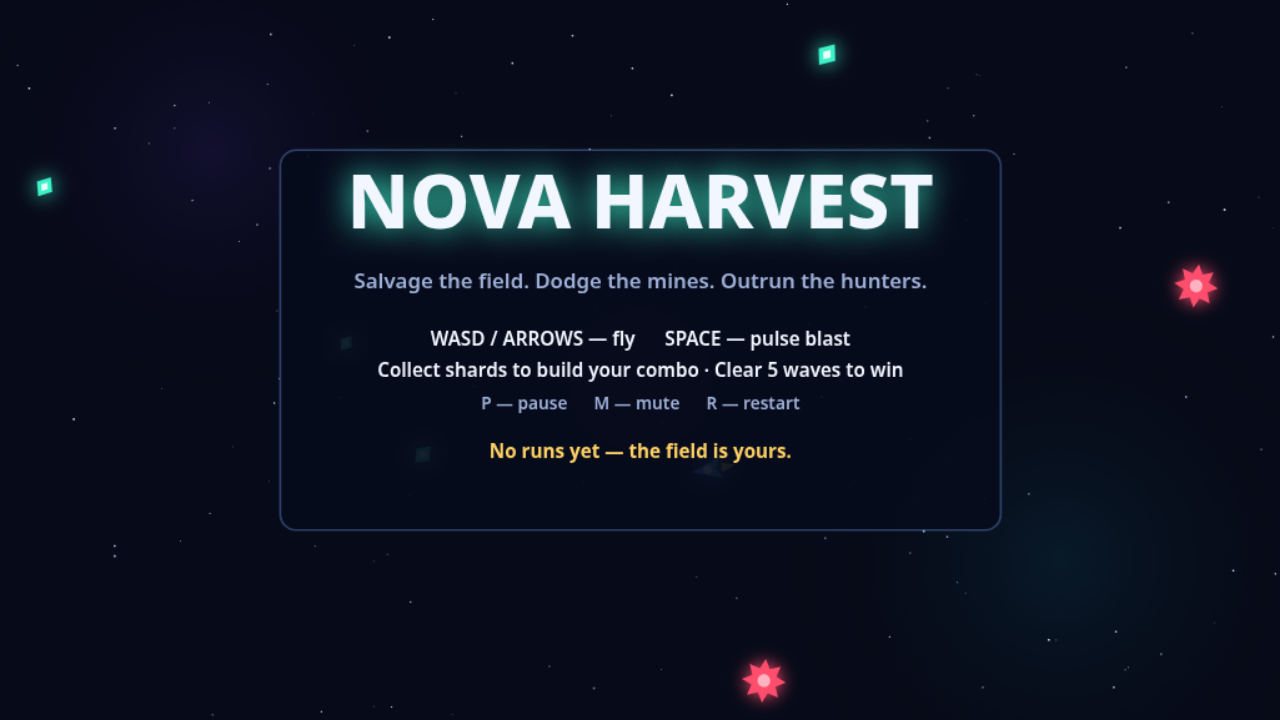 NOVA HARVEST
Salvage the field. Dodge the mines. Outrun the hunters.
WASD / ARROWS — fly SPACE — pulse blast
Collect shards to build your combo · Clear 5 waves to win
P — pause M — mute R — restart
No runs yet — the field is yours.